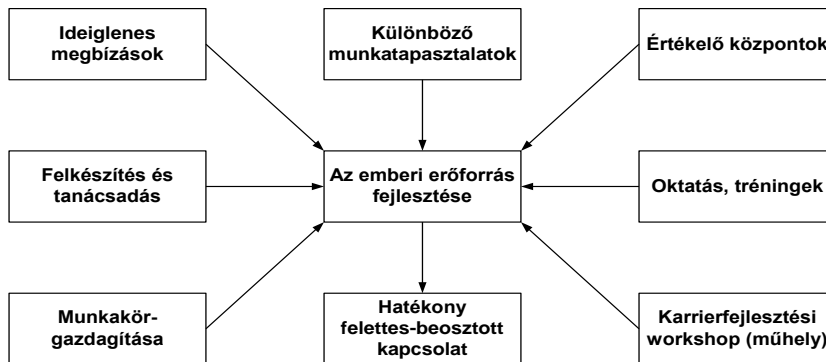 Ideiglenes
megbízások
Különböző
munkatapasztalatok
Értékelő központok
Felkészítés és
tanácsadás
Az emberi erőforrás
fejlesztése
Oktatás, tréningek
Munkakör-
gazdagítása
Hatékony
felettes-beosztott
kapcsolat
Karrierfejlesztési
workshop (műhely)